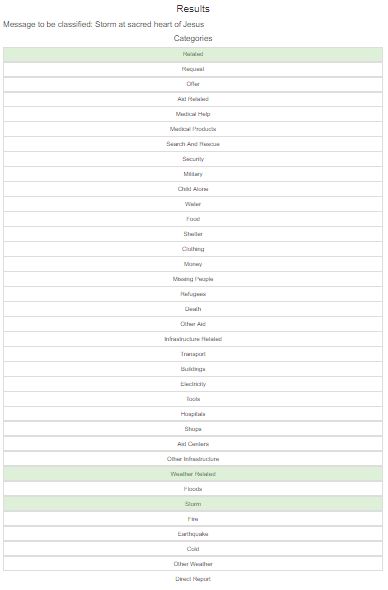 Results
Message to be classified: Storm at sacred heart of Jesus
Categories
Related
Request
Offer
Aid Related
Medical Help
Medical Products
Search And Rescue
Security
Military
Child Alone
Water
Food
Shelter
Clothing
Money
Missing People
Refugees
Death
Other Aid
Infrastructure Related
Transport
Buildings
Electricity
Tools
Hospitals
Shops
Aid Centers
Other Infrastructure
Weather Related
Floods
Storm
Fire
Earthquake
Cold
Other Weather
Direct Report